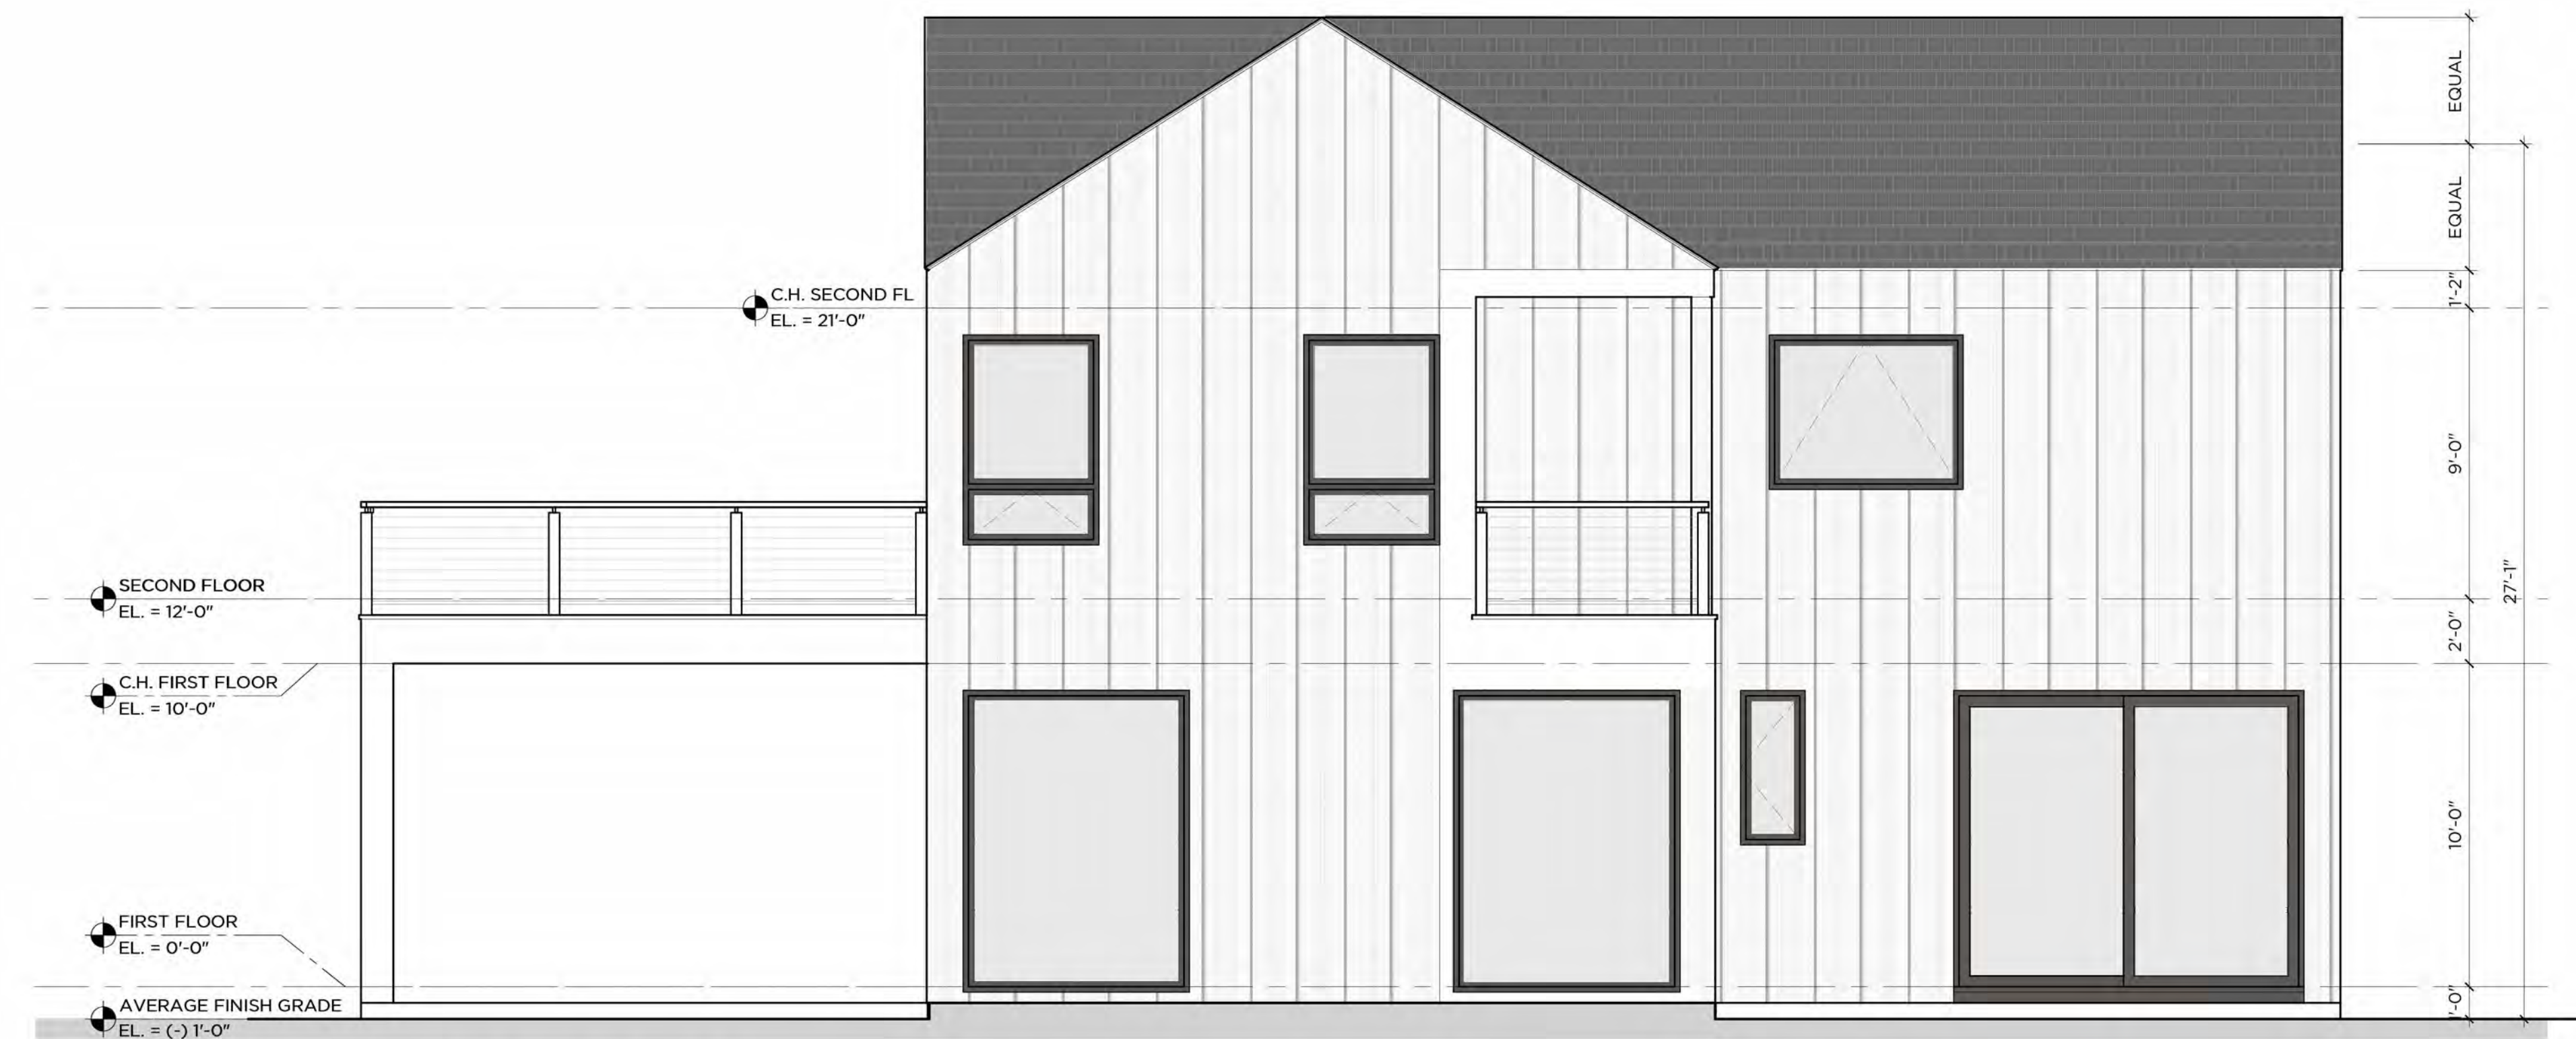 C.H. SECOND FL
EL. = 21'-0"
SECOND FLOOR
EL. = 12'-0"
C.H. FIRST FLOOR
EL. = 10'-0"
FIRST FLOOR
EL. = 0'-0"
AVERAGE FINISH GRADE
EL. = (-) 1'-0"
EQUAL
EQUAL
1'-2"
9'-0"
2'-0"
10'-0"
1'-0"
27'-1"